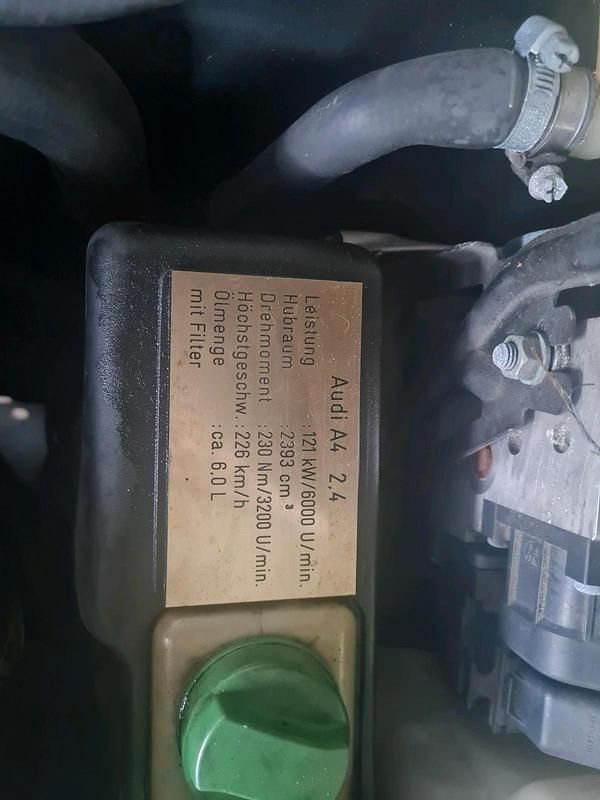 Audi A4 2,4
Leistung : 121 kW/6000 U/min.
Hubraum : 2393 cm³
Drehmoment : 230 Nm/3200 U/min.
Höchstgeschw. : 226 km/h
Ölmenge : ca. 6,0 L
mit Filter